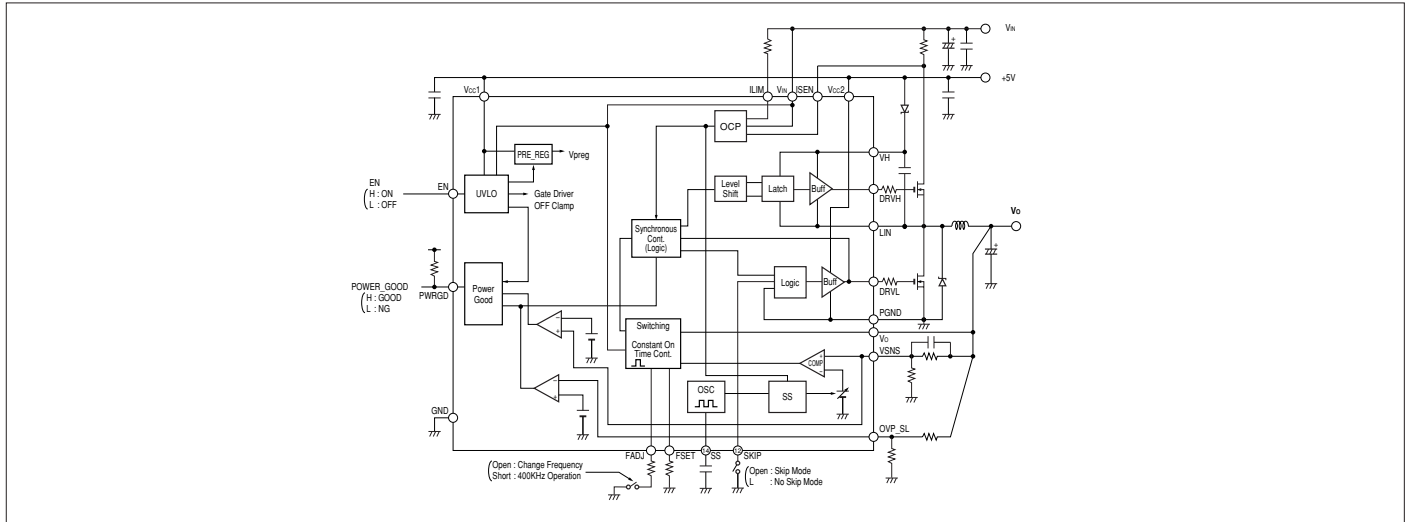 VIN
+5V
Vcc1
ILIM
VIN
ISEN
Vcc2
OCP
PRE_REG
Vpreg
VH
EN
H : ON
L : OFF
EN
UVLO
Gate Driver
OFF Clamp
Level
Shift
Latch
Buff
DRVH
LIN
Vo
Synchronous
Cont.
(Logic)
POWER_GOOD
H : GOOD
L : NG
PWRGD
Power
Good
Logic
Buff
DRVL
PGND
Switching
Constant On
Time Cont.
Vo
VSNS
COMP
+
−
−
+
−
+
OSC
SS
GND
OVP_SL
FADJ
FSET
14
SS
12
SKIP
Open : Change Frequency
Short : 400KHz Operation
Open : Skip Mode
L : No Skip Mode